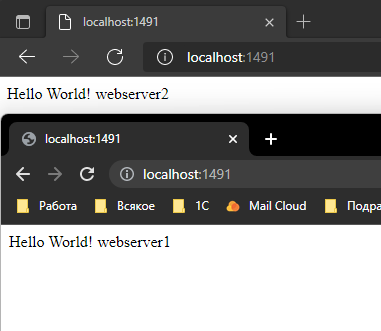 localhost:1491
localhost:1491
Hello World! webserver2
localhost:1491
localhost:1491
Работа Всякое 1С Mail Cloud Подра
Hello World! webserver1